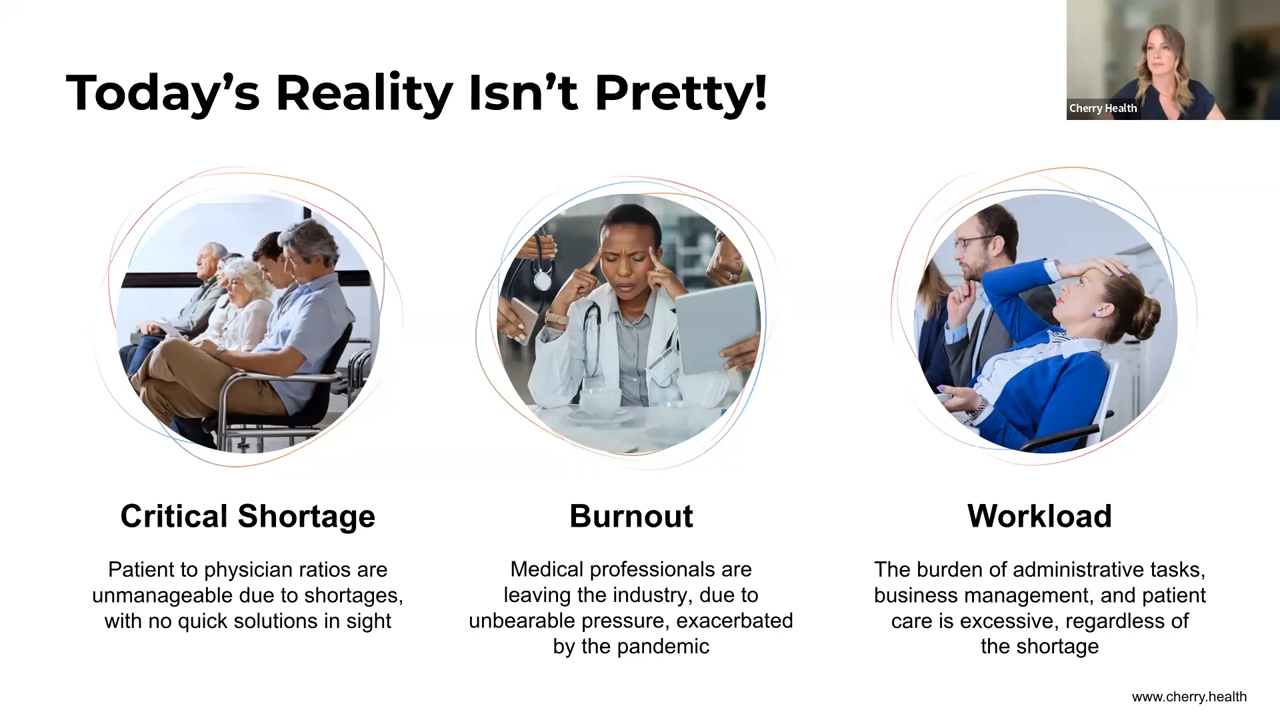 Today’s Reality Isn’t Pretty!
Cherry Health
Critical Shortage
Patient to physician ratios are
unmanageable due to shortages,
with no quick solutions in sight
Burnout
Medical professionals are
leaving the industry, due to
unbearable pressure, exacerbated
by the pandemic
Workload
The burden of administrative tasks,
business management, and patient
care is excessive, regardless of
the shortage
www.cherry.health